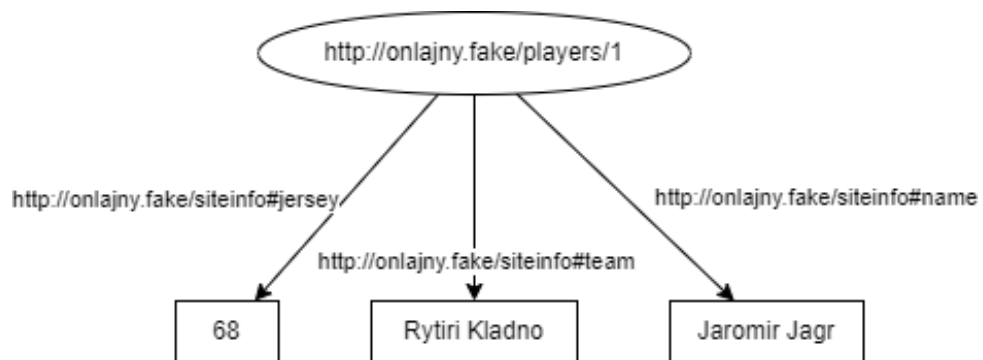 http://onlajny.fake/players/1
http://onlajny.fake/siteinfo#jersey
http://onlajny.fake/siteinfo#name
http://onlajny.fake/siteinfo#team
68
Rytiri Kladno
Jaromir Jagr